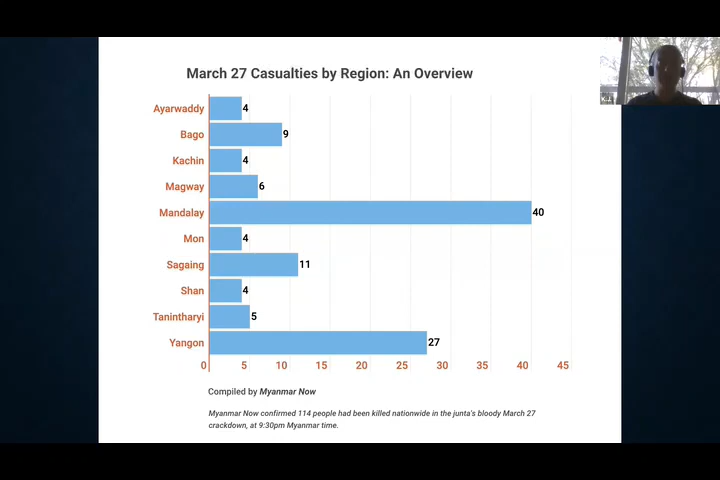 March 27 Casualties by Region: An Overview
Ayarwaddy 4
Bago 9
Kachin 4
Magway 6
Mandalay 40
Mon 4
Sagaing 11
Shan 4
Tanintharyi 5
Yangon 27
0 5 10 15 20 25 30 35 40 45
Compiled by Myanmar Now
Myanmar Now confirmed 114 people had been killed nationwide in the junta's bloody March 27
crackdown, at 9:30pm Myanmar time.